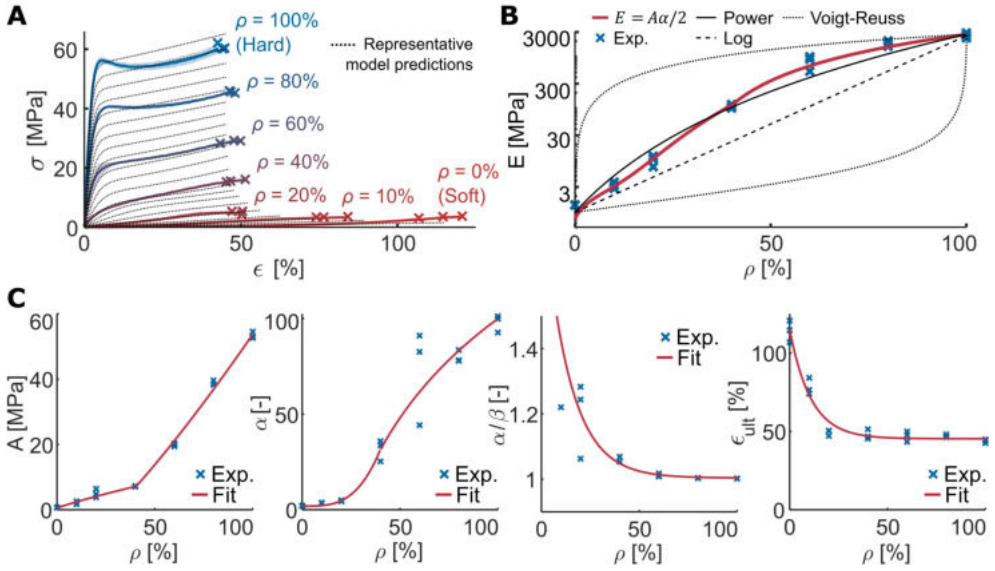 A
60
40
20
0
σ [MPa]
0
50
100
ϵ [%]
ρ = 100%
(Hard)
ρ = 80%
ρ = 60%
ρ = 40%
ρ = 20%
ρ = 10%
ρ = 0%
(Soft)
Representative
model predictions
B
E = Aα/2
Exp.
Power
Log
Voigt-Reuss
3000
300
30
3
E [MPa]
0
50
100
ρ [%]
C
60
40
20
0
A [MPa]
0
50
100
ρ [%]
Exp.
Fit
100
50
0
α [-]
0
50
100
ρ [%]
Exp.
Fit
1.4
1.2
1
α/β [-]
0
50
100
ρ [%]
Exp.
Fit
100
50
0
ϵult [%]
0
50
100
ρ [%]
Exp.
Fit